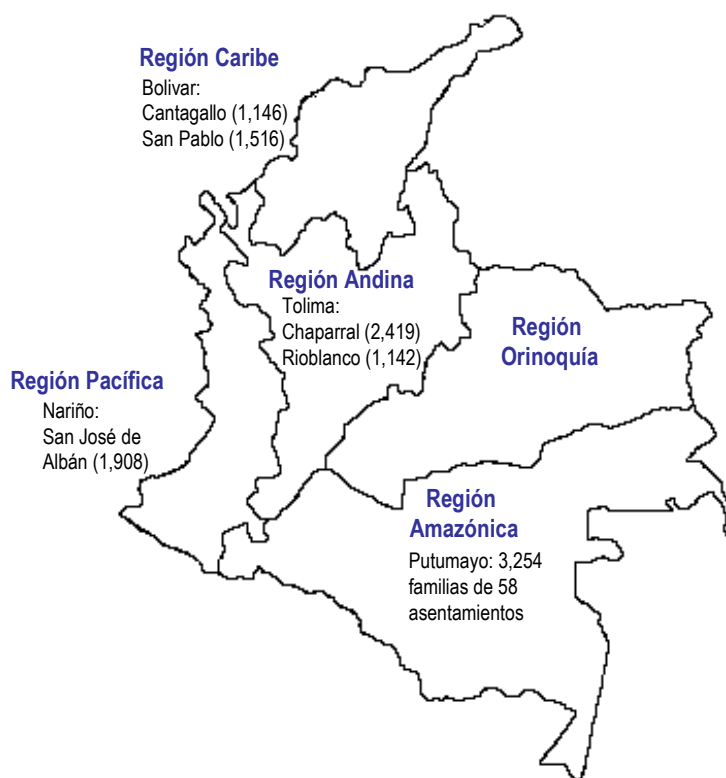 Región Caribe
Bolivar:
Cantagallo (1,146)
San Pablo (1,516)
Región Andina
Tolima:
Chaparral (2,419)
Rioblanco (1,142)
Región
Orinoquía
Región Pacífica
Nariño:
San José de
Albán (1,908)
Región
Amazónica
Putumayo: 3,254
familias de 58
asentamientos